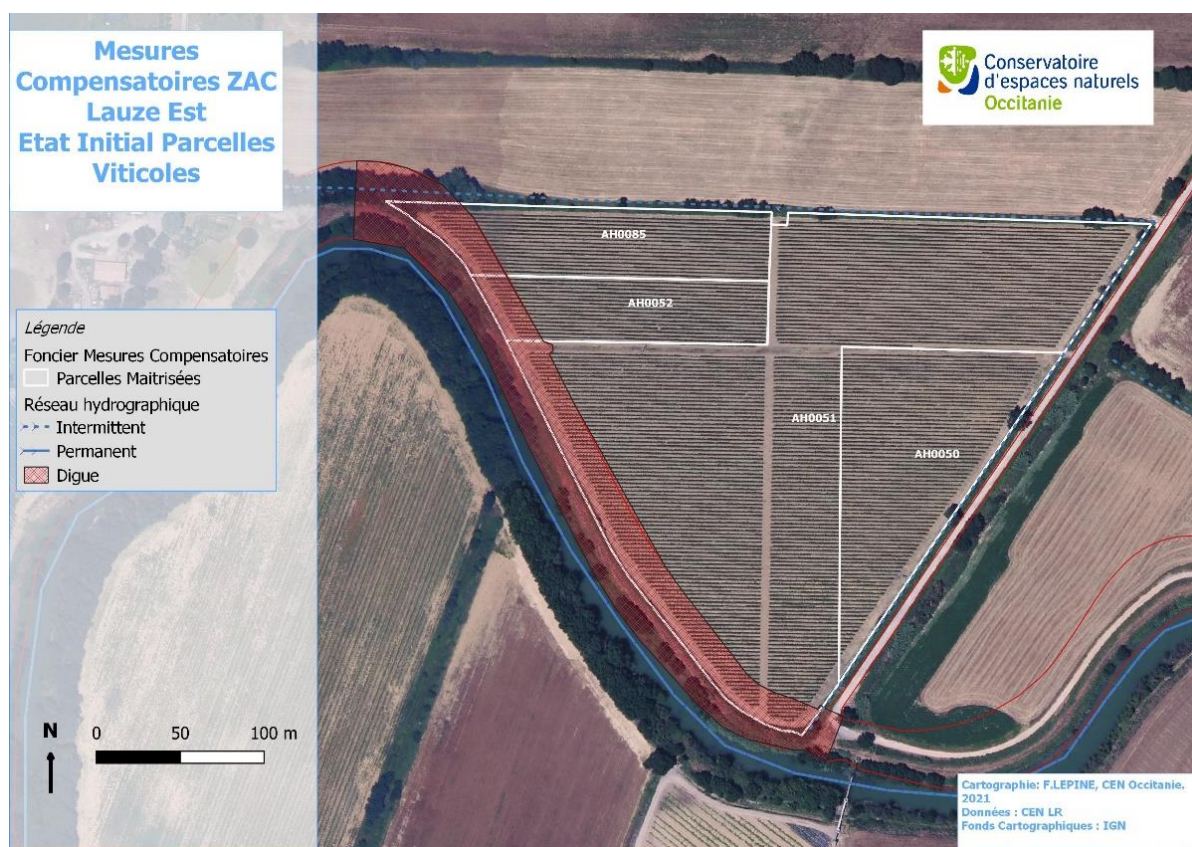 Mesures
Compensatoires ZAC
Lauze Est
Etat Initial Parcelles
Viticoles
Conservatoire
d'espaces naturels
Occitanie
AH0085
AH0052
AH0051
AH0050
Légende
Foncier Mesures Compensatoires
Parcelles Maitrisées
Réseau hydrographique
Intermittent
Permanent
Digue
N
0 50 100 m
Cartographie: F.LEPINE, CEN Occitanie.
2021
Données : CEN LR
Fonds Cartographiques : IGN